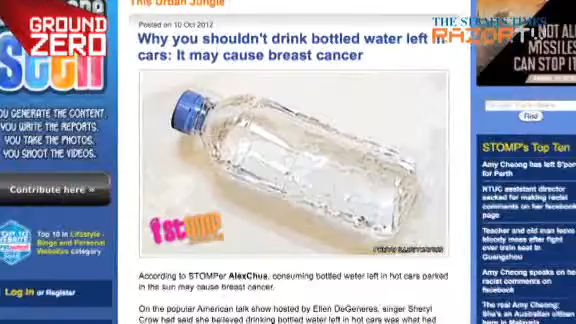 This Urban Jungle
GROUND
ZERO
THE STRAITS TIMES
RAZORTV
Posted on 10 Oct 2012
Why you shouldn't drink bottled water left in
cars: It may cause breast cancer
NOT AL
MISSILES
CAN STOP IT
Stomp
YOU GENERATE THE CONTENT.
YOU WRITE THE REPORTS.
YOU TAKE THE PHOTOS.
YOU SHOOT THE VIDEOS.
Contribute here »
Top 10 in Lifestyle -
Blogs and Personal
Websites category
Log in or Register
stomp
According to STOMPer AlexChua, consuming bottled water left in hot cars parked
in the sun may cause breast cancer.
On the popular American talk show hosted by Ellen DeGeneres, singer Sheryl
Crow had said she believed drinking bottled water left in hot cars was what had
Find
STOMP's Top Ten
Amy Cheong has left S'por
for Perth
NTUC assistant director
sacked for making racist
comments on her facebook
page
Teacher and old man leave
bloody mess after fight
over train seat in
Guangzhou
Amy Cheong speaks on he
racist comments on
facebook
The real Amy Cheong:
She's an Australian citizen